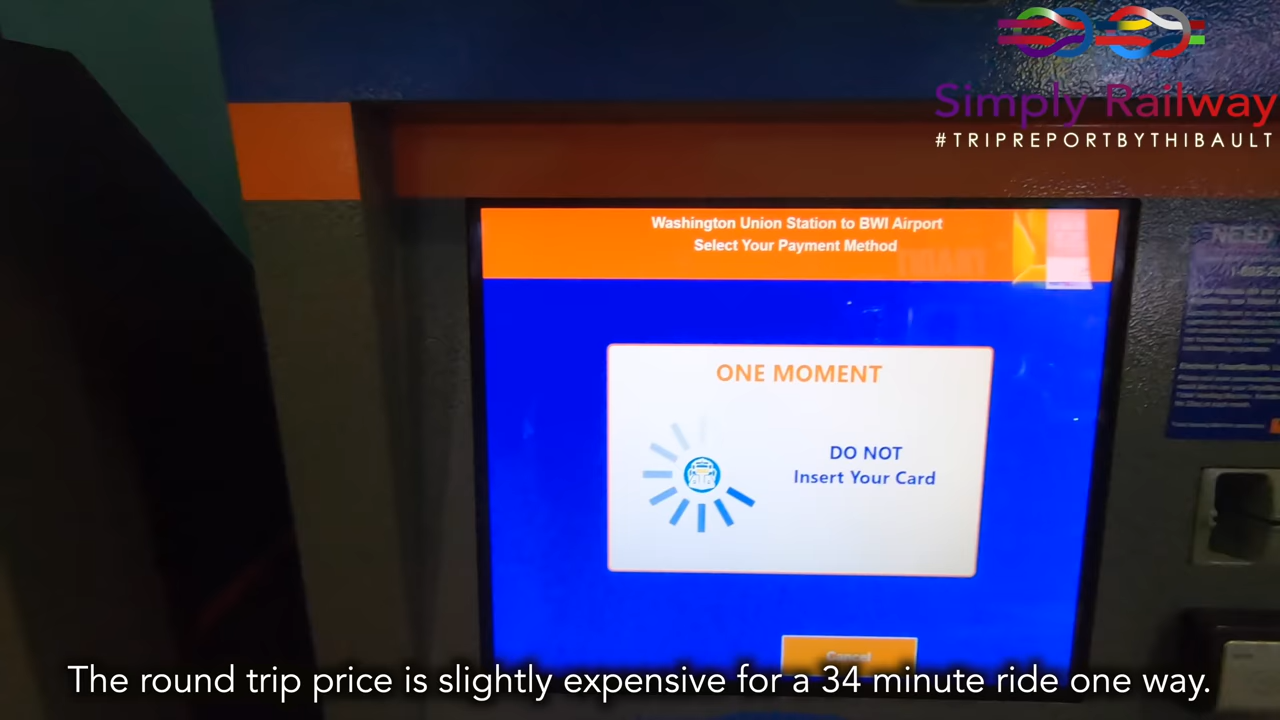 Simply Railway
#TRIPREPORTBYTHIBAULT
Washington Union Station to BWI Airport
Select Your Payment Method
NEED
ONE MOMENT
DO NOT
Insert Your Card
Cancel
The round trip price is slightly expensive for a 34 minute ride one way.